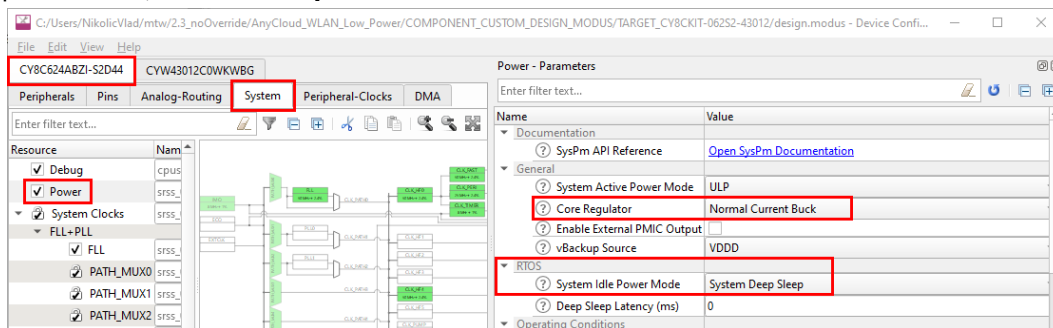 C:/Users/NikolicVlad/mtw/2.3_noOverride/AnyCloud_WLAN_Low_Power/COMPONENT_CUSTOM_DESIGN_MODUS/TARGET_CY8CKIT-062S2-43012/design.modus - Device Confi...
File Edit View Help
CY8C624ABZI-S2D44 CYW43012C0WKWBG
Peripherals Pins Analog-Routing System Peripheral-Clocks DMA
Enter filter text...
Resource Nam
Debug cpus
Power srss_
System Clocks srss_
FLL+PLL
FLL srss_
PATH_MUX0 srss_
PATH_MUX1 srss_
PATH_MUX2 srss_
Power - Parameters
Enter filter text...
Name Value
Documentation
SysPm API Reference Open SysPm Documentation
General
System Active Power Mode ULP
Core Regulator Normal Current Buck
Enable External PMIC Output
vBackup Source VDDD
RTOS
System Idle Power Mode System Deep Sleep
Deep Sleep Latency (ms) 0
Operating Conditions